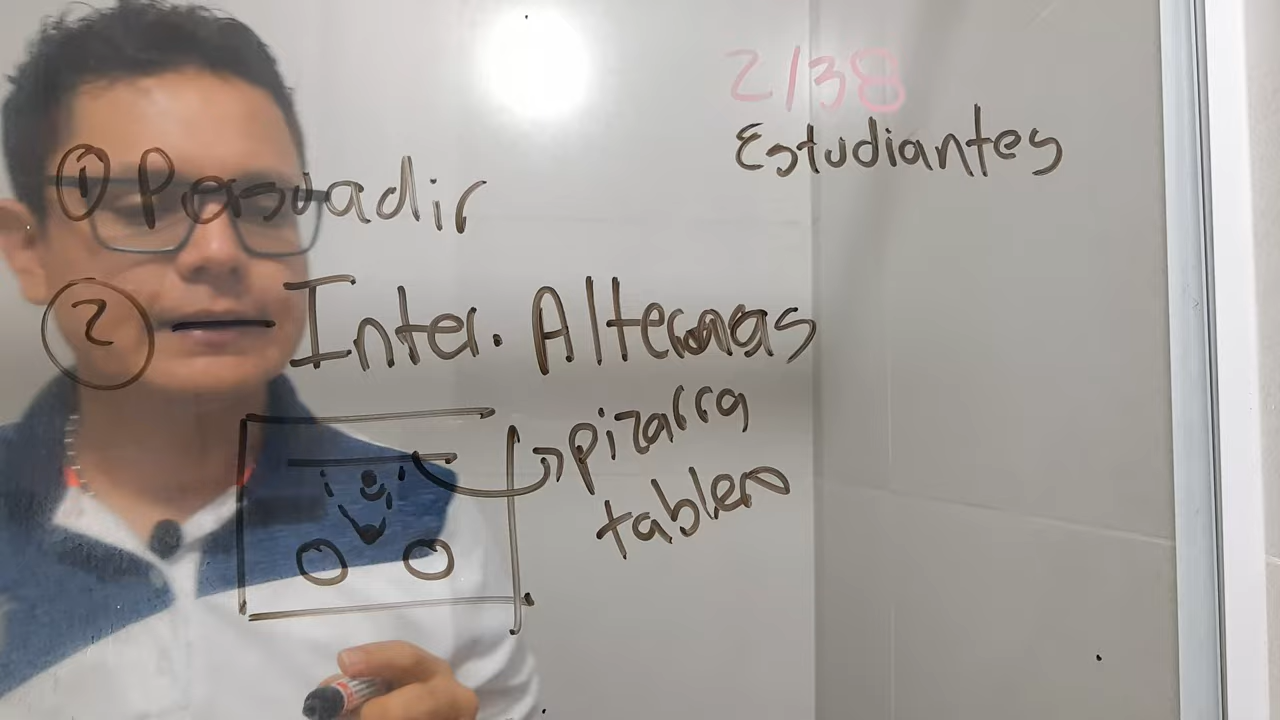 2/38
Estudiantes
① Persuadir
② - Inter. Alternas
pizarra
tablero